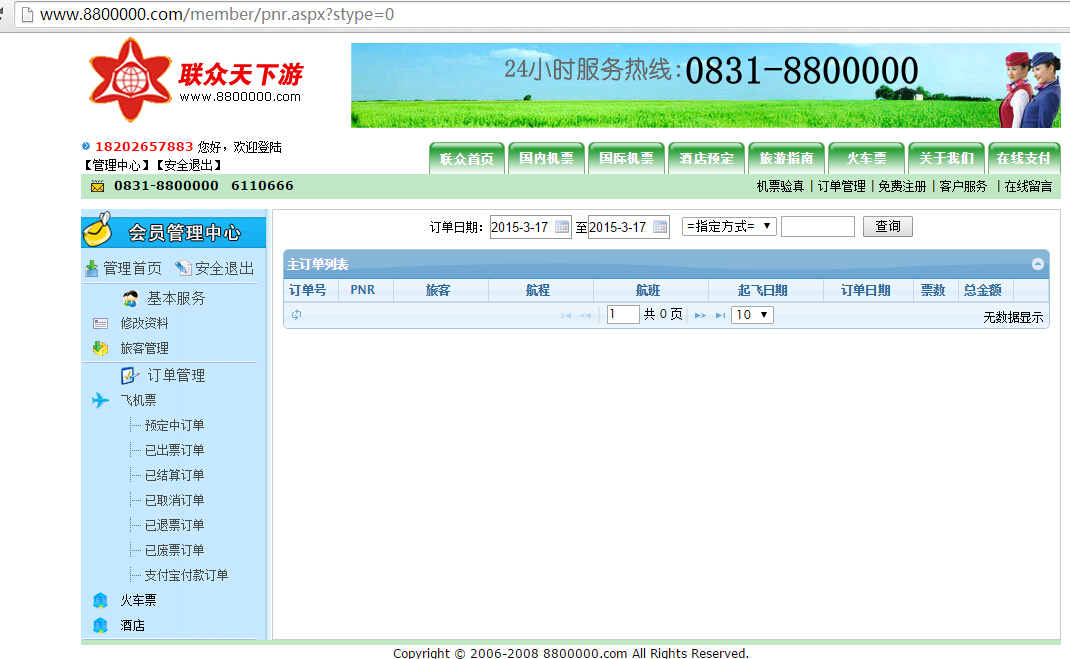 www.8800000.com/member/pnr.aspx?stype=0
联众天下游
www.8800000.com
24小时服务热线:0831-8800000
18202657883 您好，欢迎登陆
【管理中心】【安全退出】
联众首页 国内机票 国际机票 酒店预定 旅游指南 火车票 关于我们 在线支付
0831-8800000 6110666
机票验真 | 订单管理 | 免费注册 | 客户服务 | 在线留言
会员管理中心
管理首页 安全退出
基本服务
修改资料
旅客管理
订单管理
飞机票
预定中订单
已出票订单
已结算订单
已取消订单
已退票订单
已废票订单
支付宝付款订单
火车票
酒店
订单日期: 2015-3-17 至 2015-3-17 =指定方式= 查询
主订单列表
订单号 PNR 旅客 航程 航班 起飞日期 订单日期 票数 总金额
1 共 0 页 10 无数据显示
Copyright © 2006-2008 8800000.com All Rights Reserved.